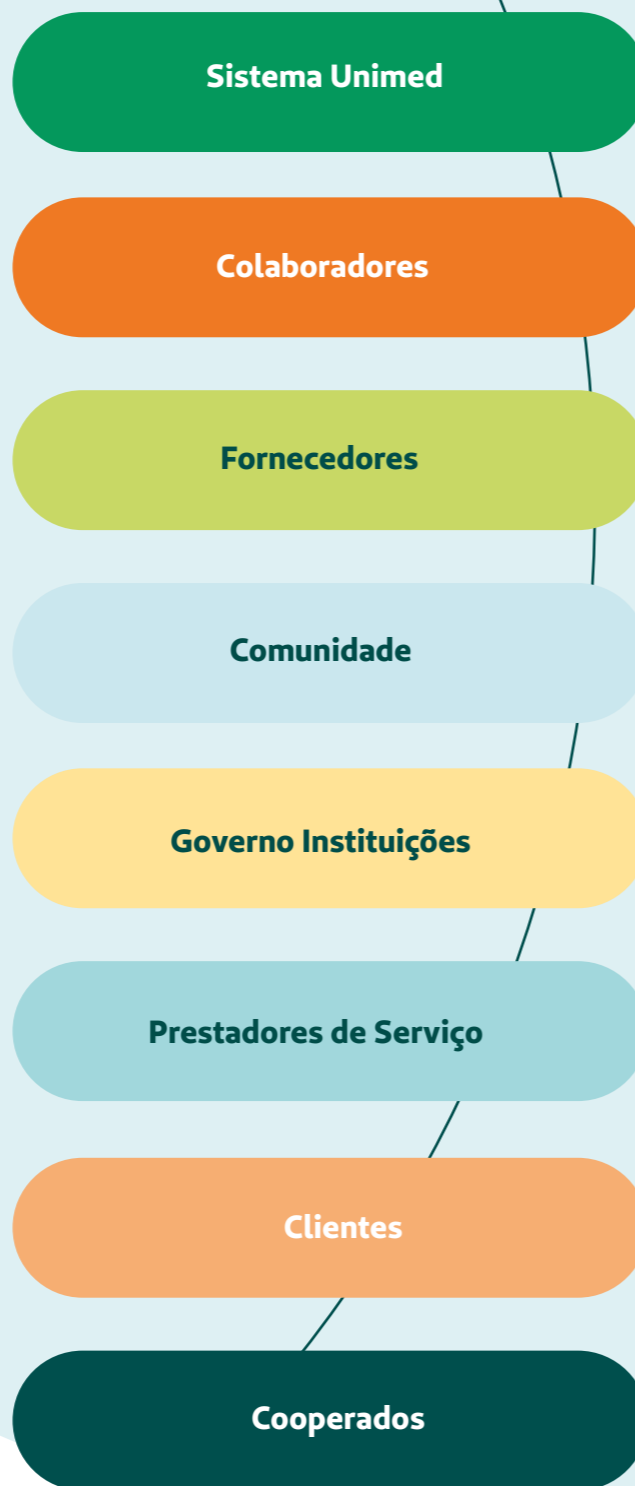 Sistema Unimed
Colaboradores
Fornecedores
Comunidade
Governo Instituições
Prestadores de Serviço
Clientes
Cooperados